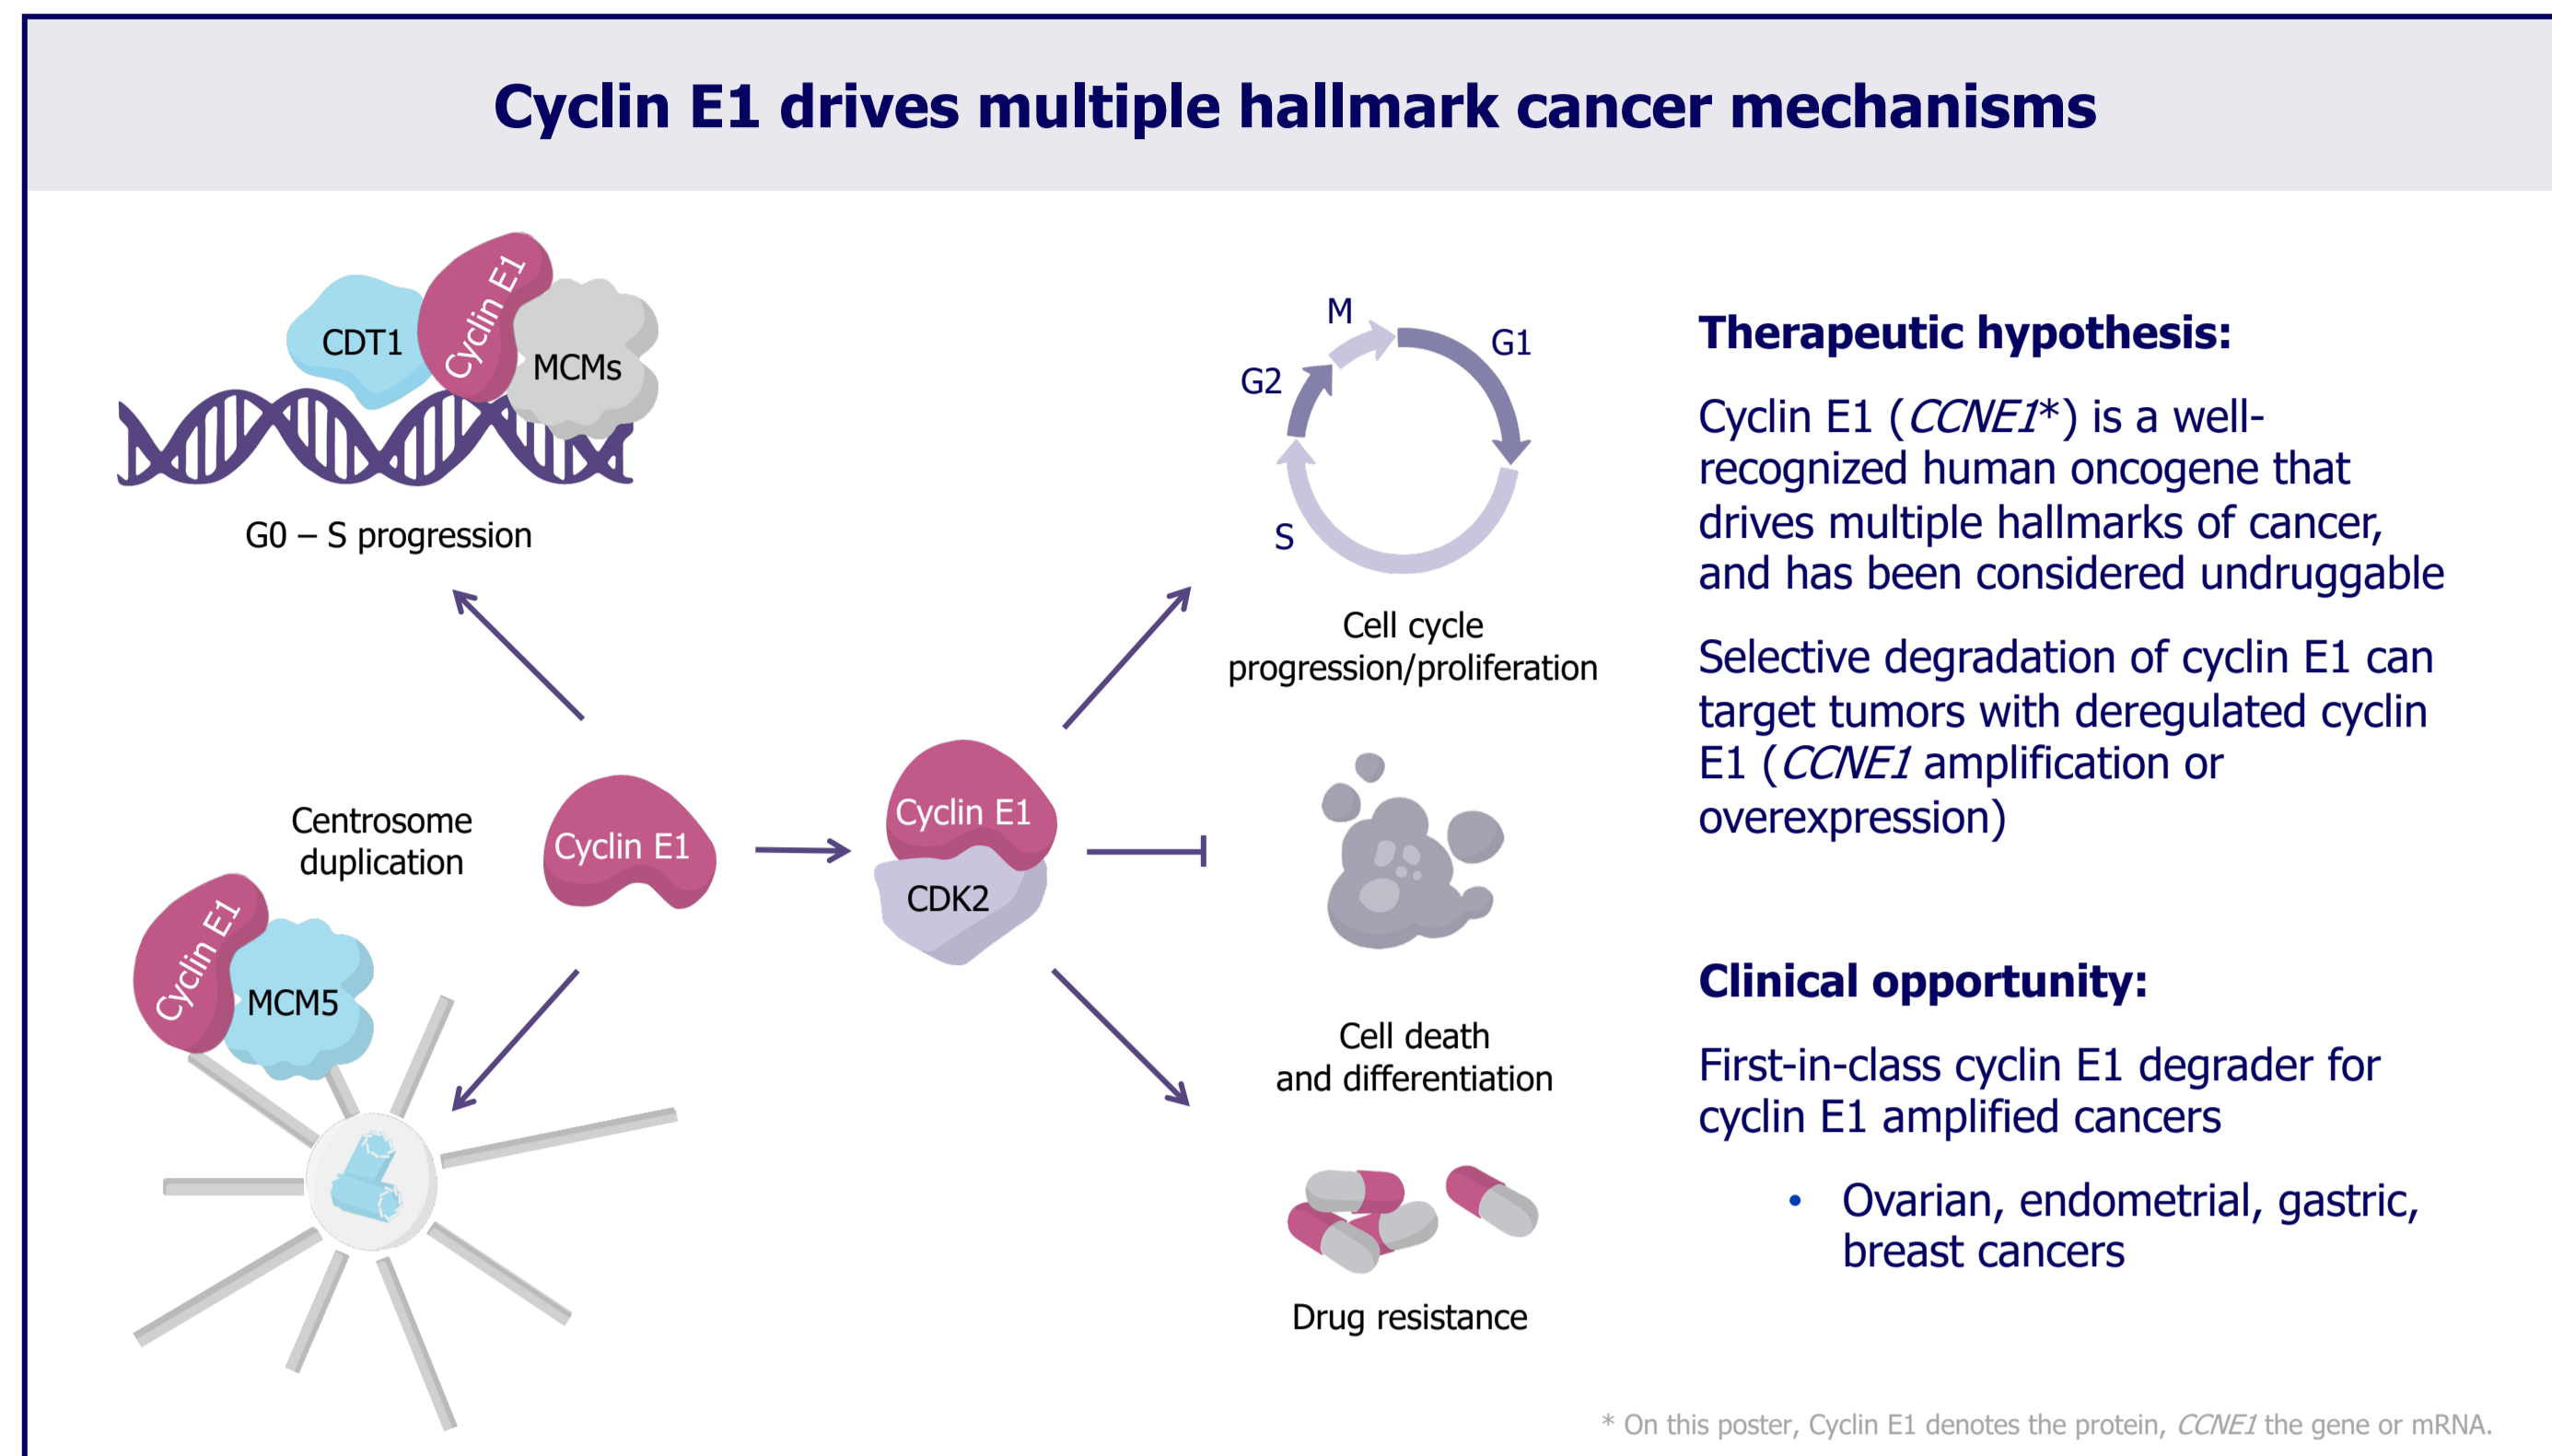 Cyclin E1 drives multiple hallmark cancer mechanisms
CDT1
Cyclin E1
MCMs
G0 – S progression
Centrosome
duplication
Cyclin E1
MCM5
Cyclin E1
Cyclin E1
CDK2
M
G1
G2
S
Cell cycle
progression/proliferation
Cell death
and differentiation
Drug resistance
Therapeutic hypothesis:
Cyclin E1 (CCNE1*) is a well-
recognized human oncogene that
drives multiple hallmarks of cancer,
and has been considered undruggable
Selective degradation of cyclin E1 can
target tumors with deregulated cyclin
E1 (CCNE1 amplification or
overexpression)
Clinical opportunity:
First-in-class cyclin E1 degrader for
cyclin E1 amplified cancers
• Ovarian, endometrial, gastric,
breast cancers
* On this poster, Cyclin E1 denotes the protein, CCNE1 the gene or mRNA.